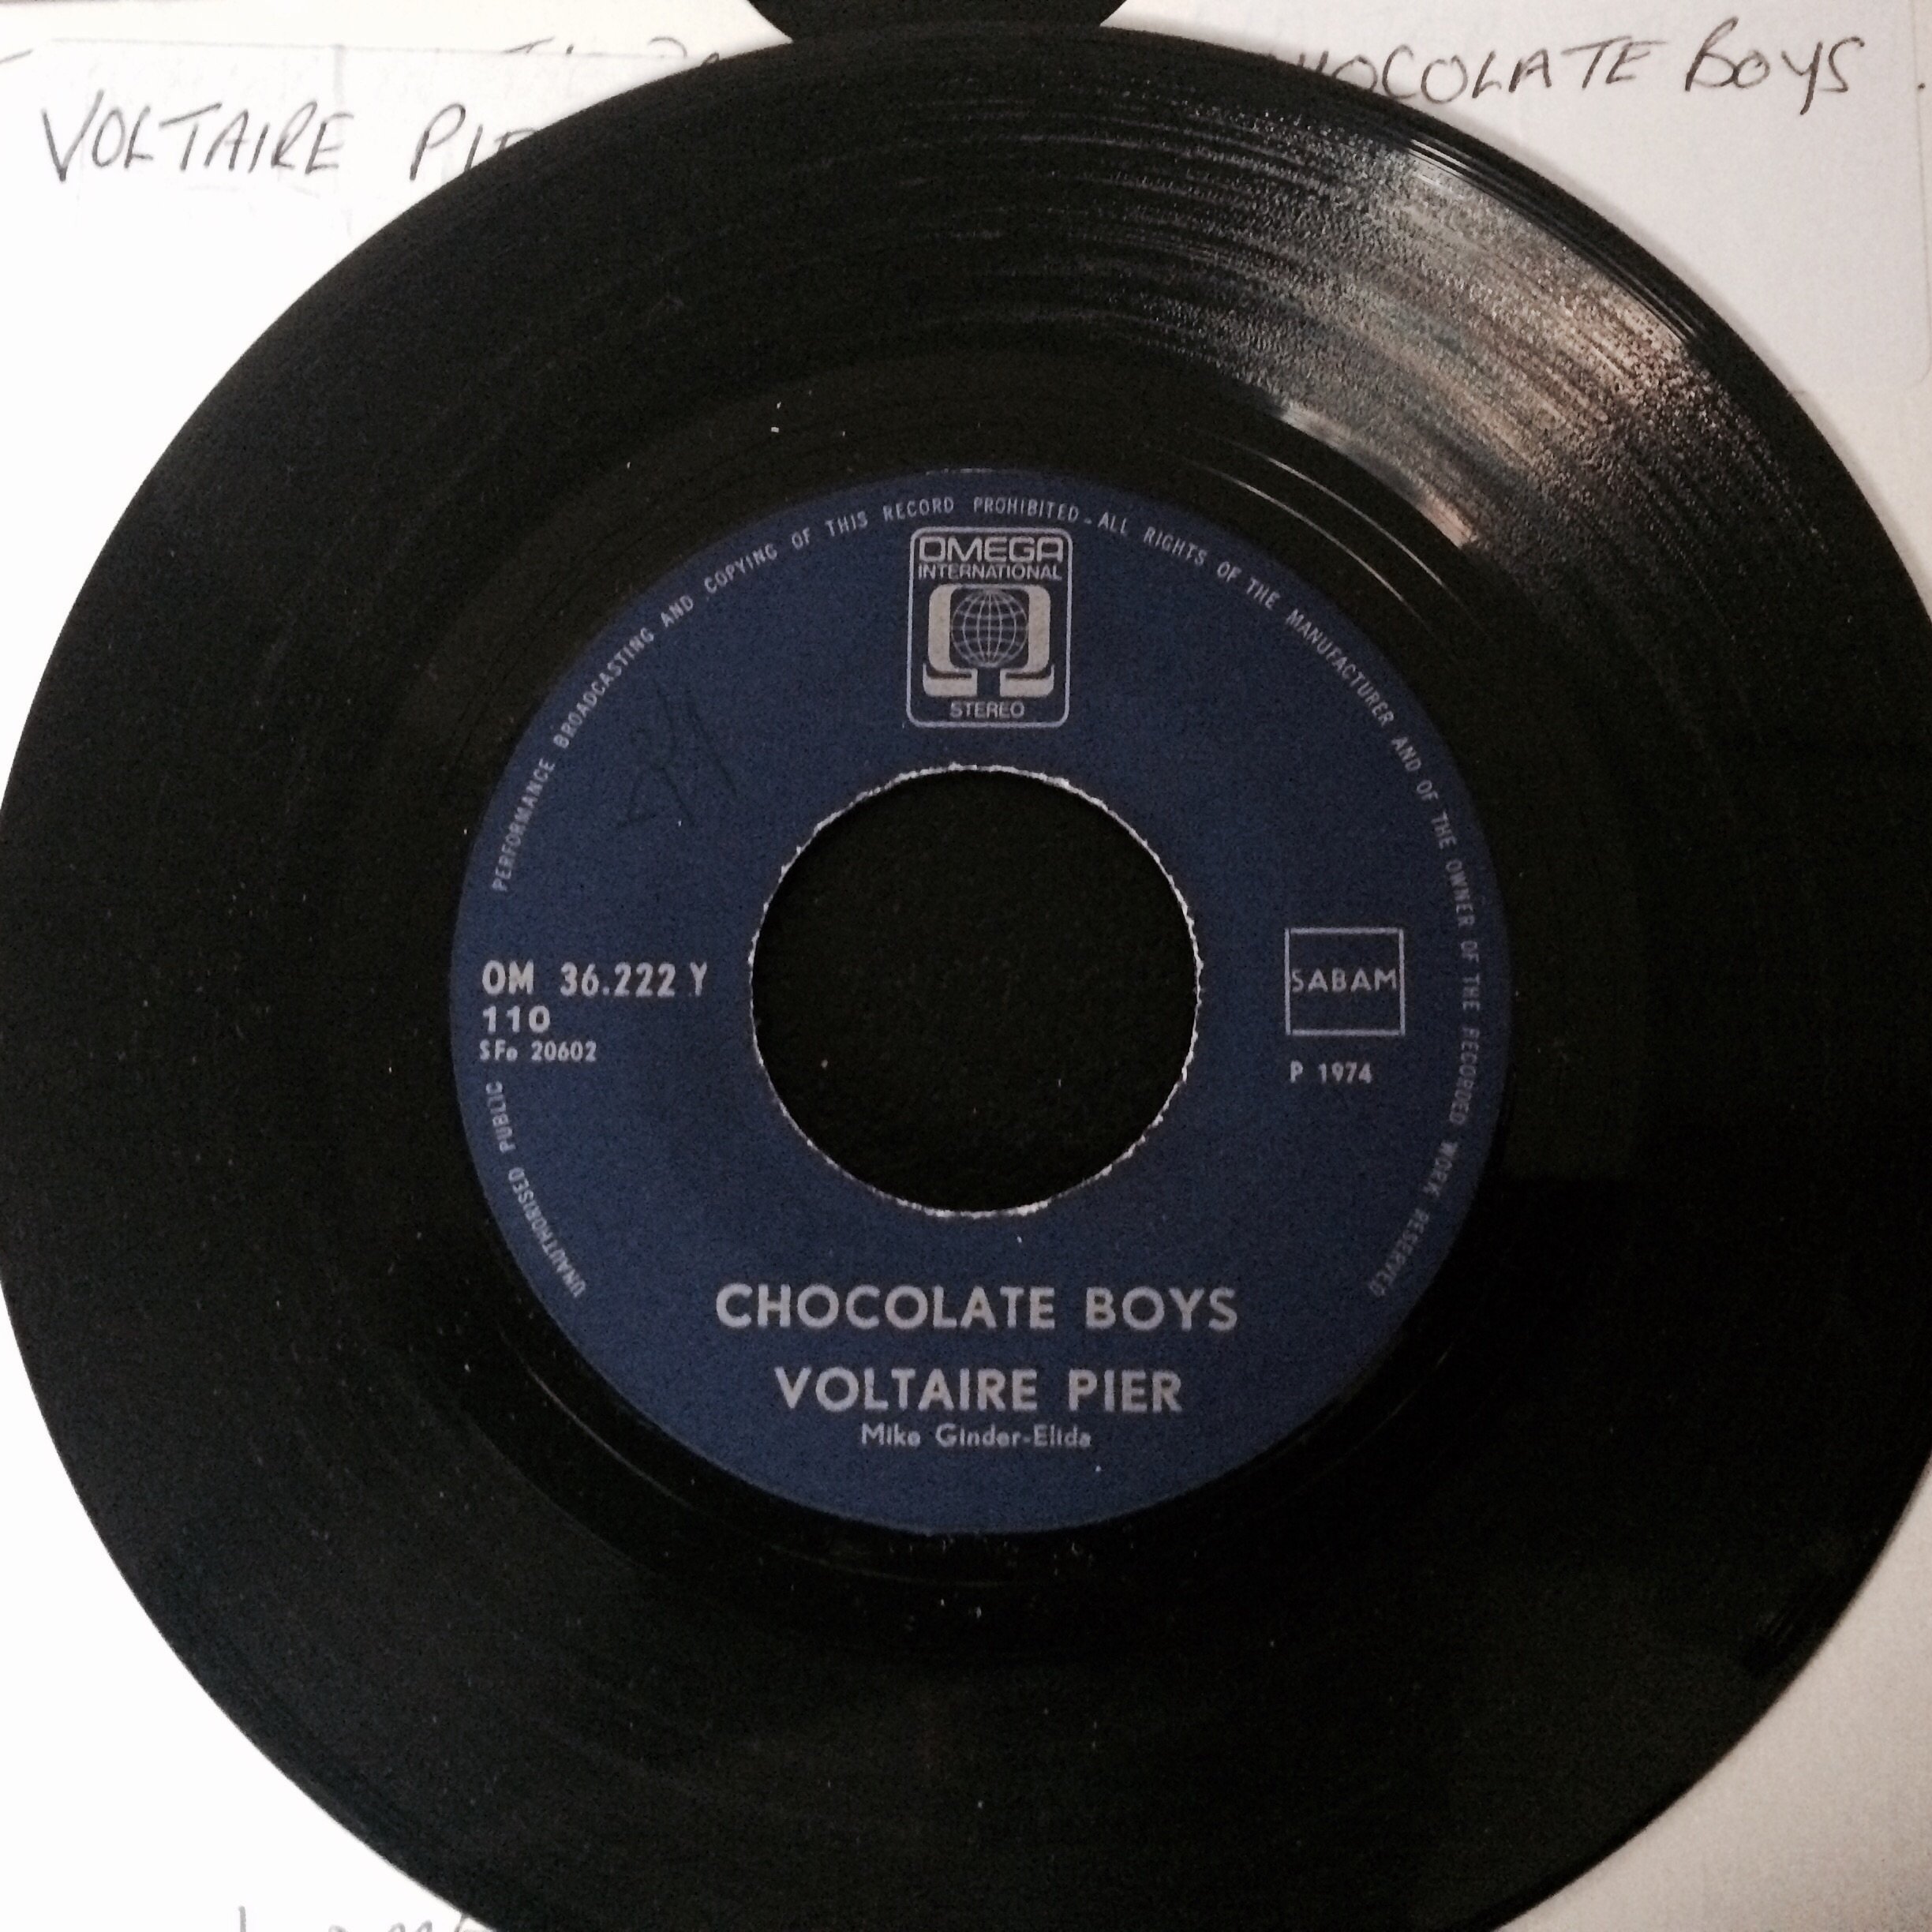 CHOCOLATE BOYS
VOLTAIRE
PERFORMANCE BROADCASTING AND COPYING OF THIS RECORD PROHIBITED - ALL RIGHTS OF THE MANUFACTURER AND OF THE OWNER OF THE RECORDED WORK RESERVED
UNAUTHORISED PUBLIC
OMEGA
INTERNATIONAL
STEREO
OM 36.222 Y
110
SFe 20602
SABAM
P 1974
CHOCOLATE BOYS
VOLTAIRE PIER
Mike Ginder-Elida